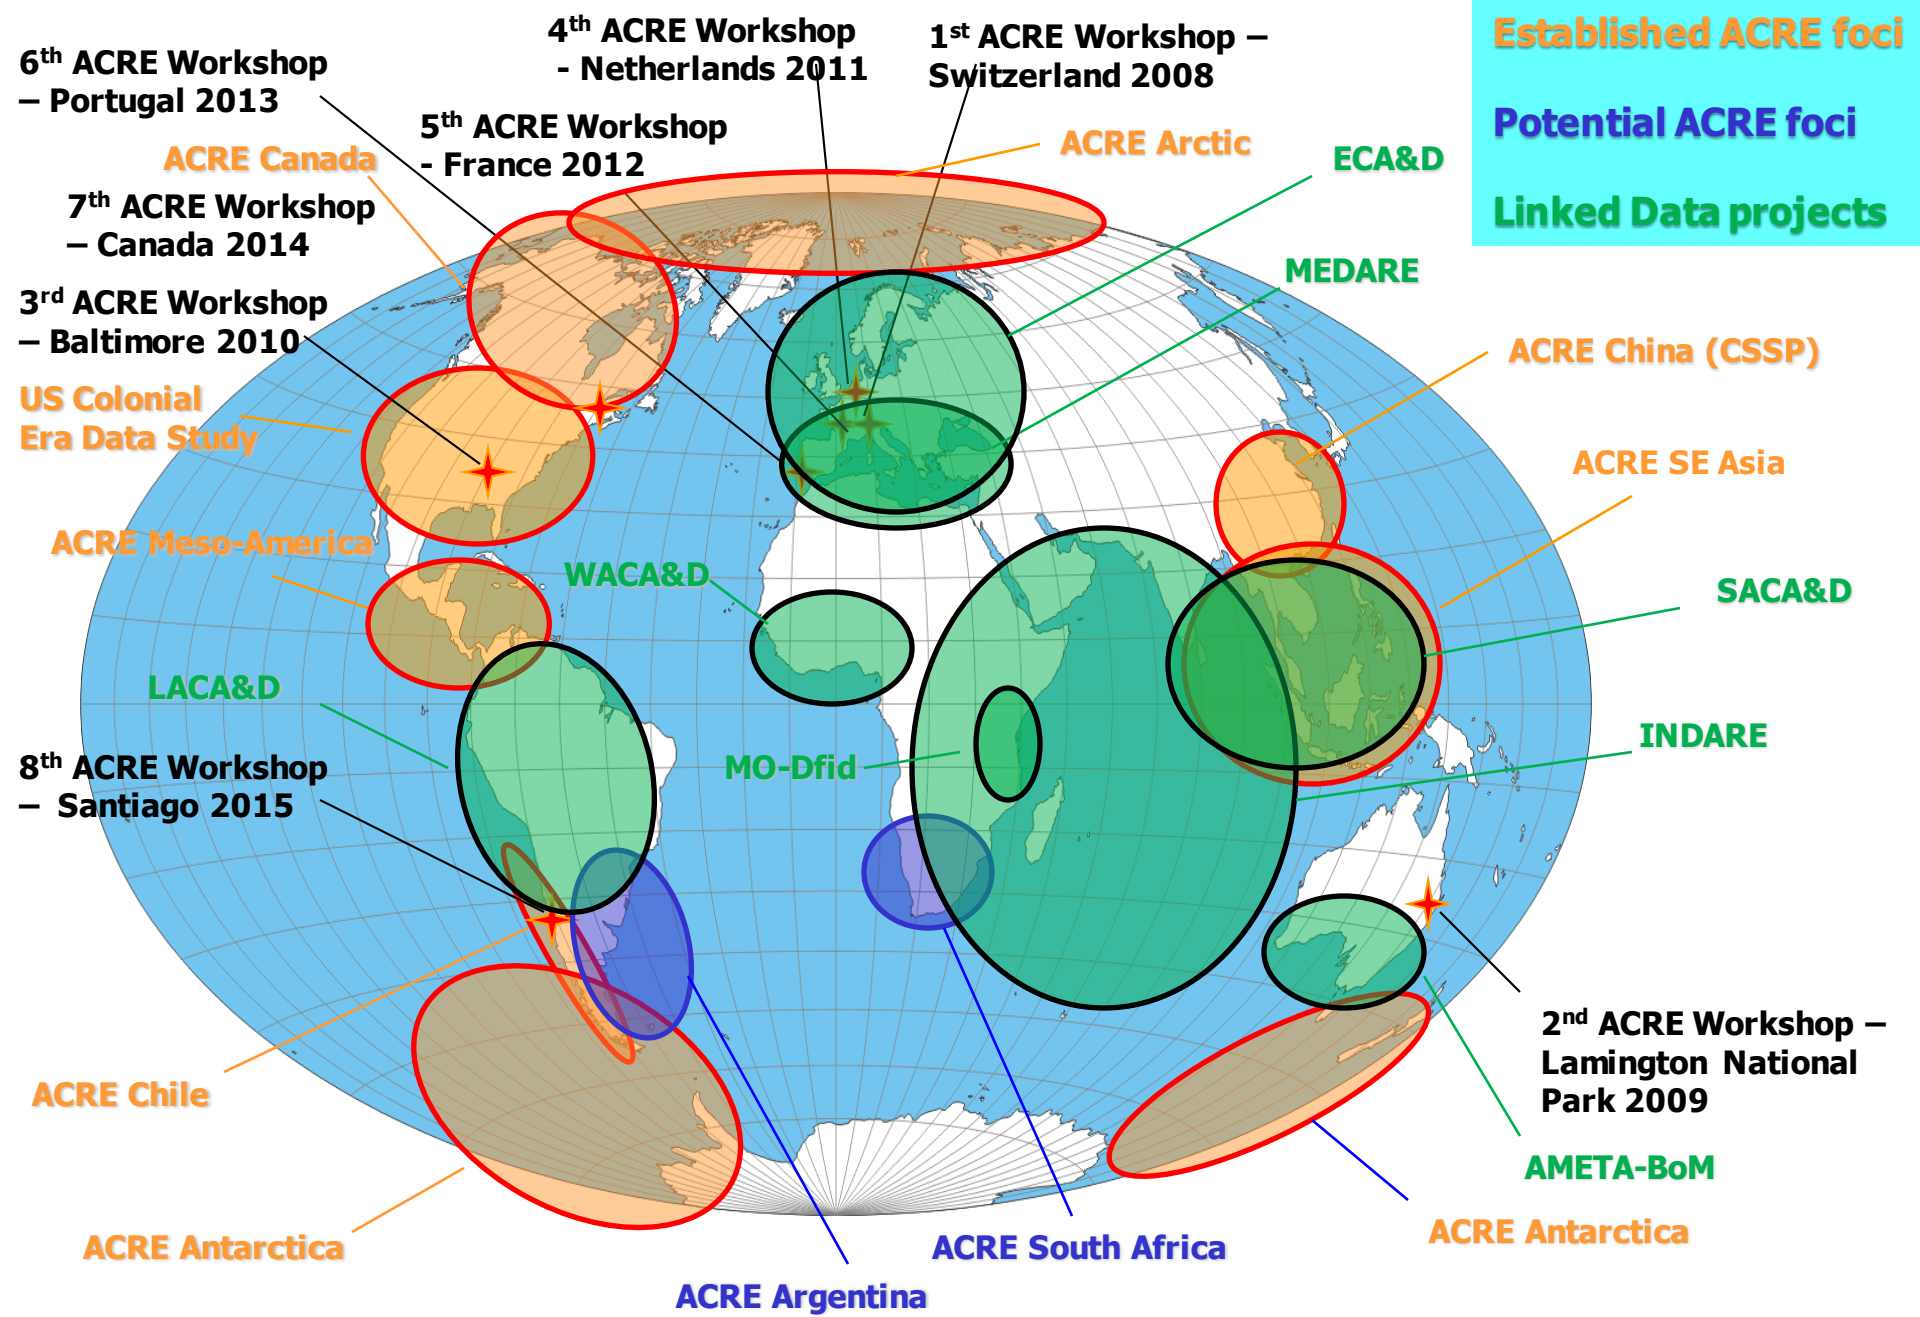 4th ACRE Workshop
- Netherlands 2011
1st ACRE Workshop –
Switzerland 2008
Established ACRE foci
Potential ACRE foci
Linked Data projects
6th ACRE Workshop
– Portugal 2013
5th ACRE Workshop
- France 2012
ACRE Canada
ACRE Arctic
ECA&D
7th ACRE Workshop
– Canada 2014
MEDARE
3rd ACRE Workshop
– Baltimore 2010
ACRE China (CSSP)
US Colonial
Era Data Study
ACRE SE Asia
ACRE Meso-America
WACA&D
SACA&D
LACA&D
INDARE
MO-Dfid
8th ACRE Workshop
– Santiago 2015
2nd ACRE Workshop –
Lamington National
Park 2009
ACRE Chile
AMETA-BoM
ACRE Antarctica
ACRE Antarctica
ACRE South Africa
ACRE Argentina